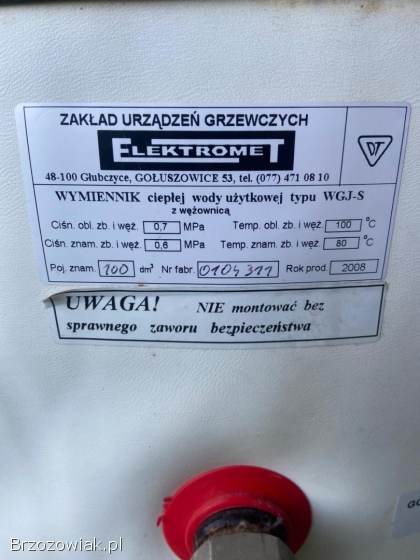 ZAKŁAD URZĄDZEŃ GRZEWCZYCH
ELEKTROMET
48-100 Głubczyce, GOŁUSZOWICE 53, tel. (077) 471 08 10
WYMIENNIK ciepłej wody użytkowej typu WGJ-S
z wężownicą
Ciśn. obl. zb. i węż. 0,7 MPa Temp. obl. zb. i węż. 100 °C
Ciśn. znam. zb. i węż. 0,6 MPa Temp. znam. zb. i węż. 80 °C
Poj. znam. 100 dm³ Nr fabr. 0104311 Rok prod. 2008
DT
UWAGA! NIE montować bez
sprawnego zaworu bezpieczeństwa
Brzozowiak.pl